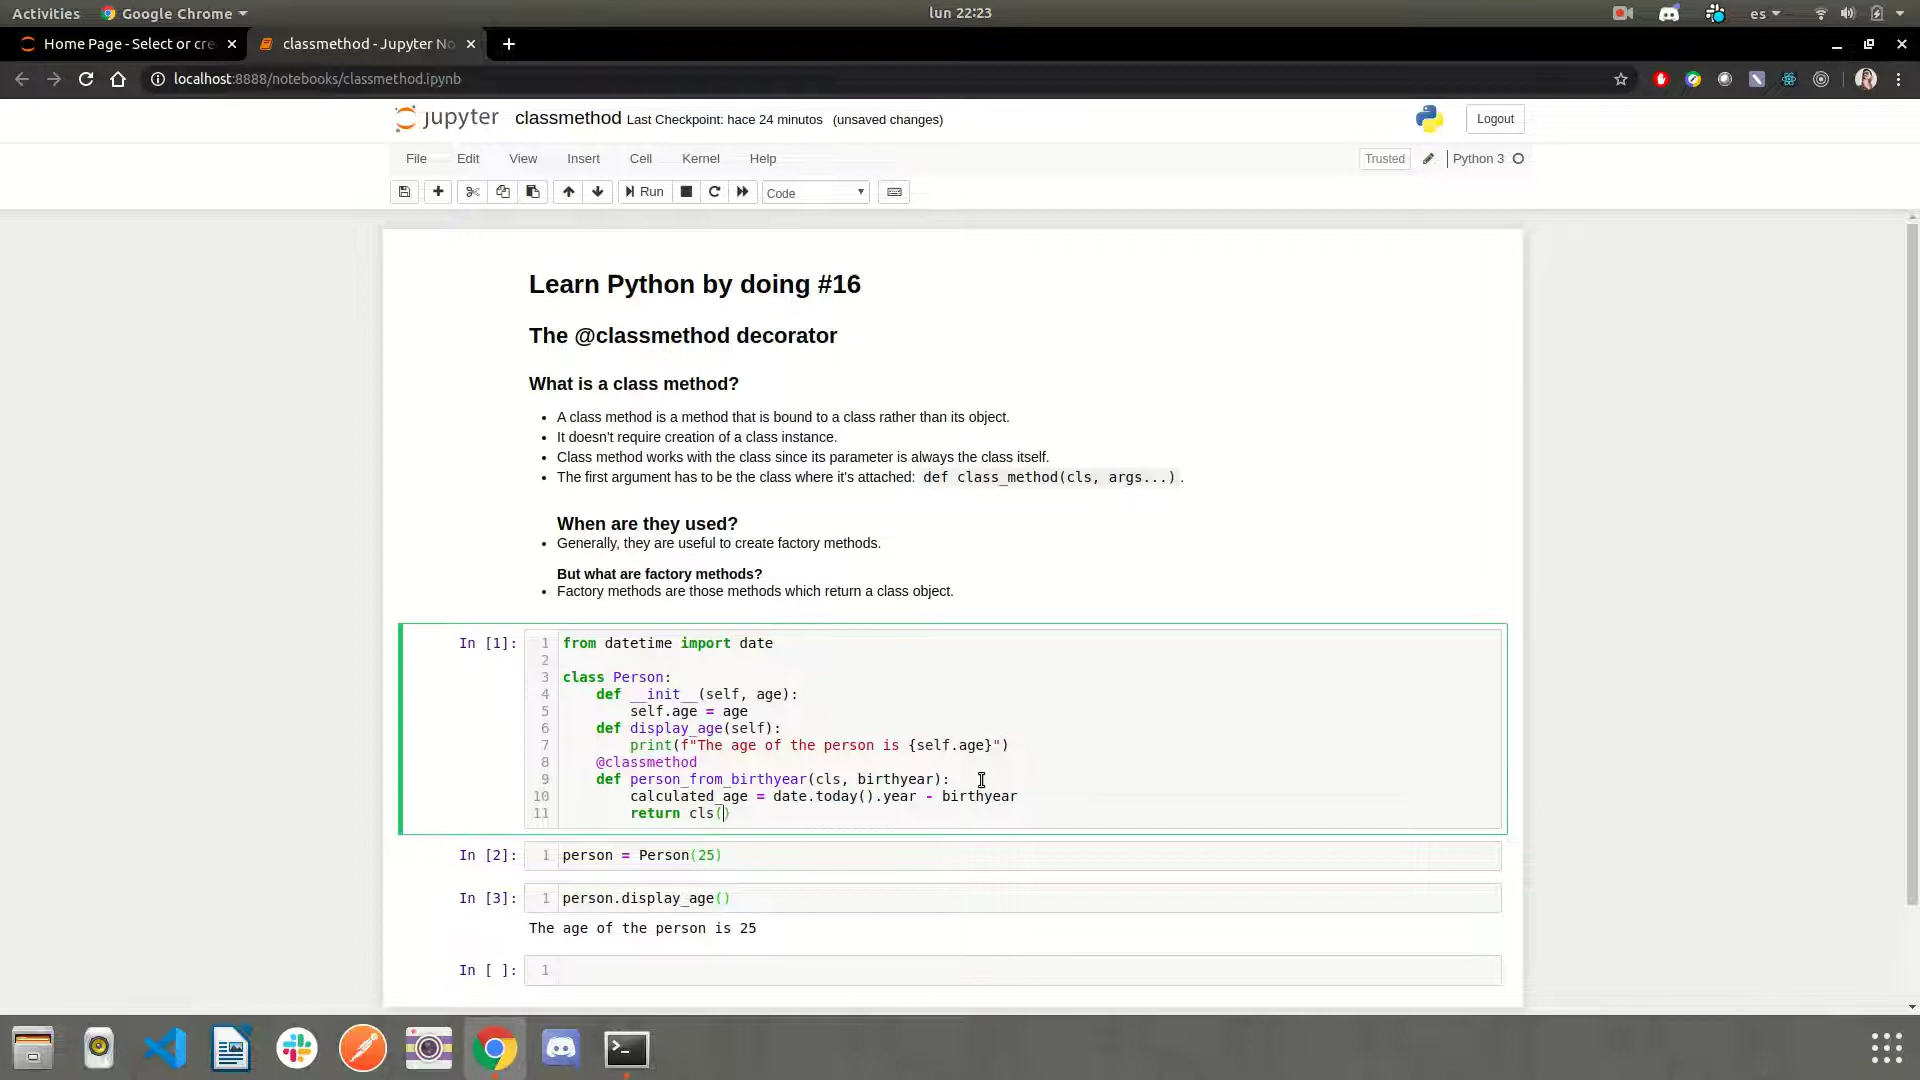 Activities Google Chrome lun 22:23 es
Home Page - Select or cre classmethod - Jupyter No
localhost:8888/notebooks/classmethod.ipynb
jupyter classmethod Last Checkpoint: hace 24 minutos (unsaved changes) Logout
File Edit View Insert Cell Kernel Help Trusted Python 3
Run Code
Learn Python by doing #16
The @classmethod decorator
What is a class method?
• A class method is a method that is bound to a class rather than its object.
• It doesn't require creation of a class instance.
• Class method works with the class since its parameter is always the class itself.
• The first argument has to be the class where it's attached: def class_method(cls, args...) .
When are they used?
• Generally, they are useful to create factory methods.
But what are factory methods?
• Factory methods are those methods which return a class object.
In [1]: 1 from datetime import date
2
3 class Person:
4 def __init__(self, age):
5 self.age = age
6 def display_age(self):
7 print(f"The age of the person is {self.age}")
8 @classmethod
9 def person_from_birthyear(cls, birthyear):
10 calculated_age = date.today().year - birthyear
11 return cls()
In [2]: 1 person = Person(25)
In [3]: 1 person.display_age()
The age of the person is 25
In [ ]: 1